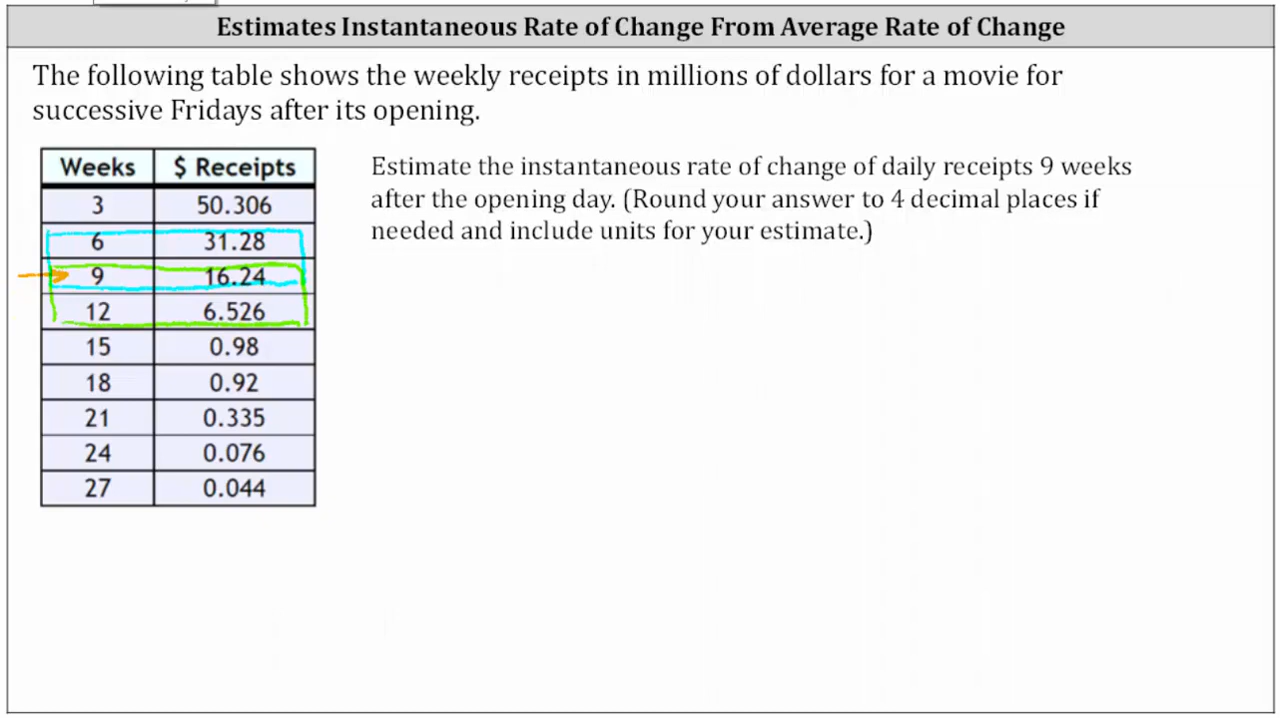 Estimates Instantaneous Rate of Change From Average Rate of Change
The following table shows the weekly receipts in millions of dollars for a movie for
successive Fridays after its opening.
Weeks $ Receipts
3 50.306
6 31.28
9 16.24
12 6.526
15 0.98
18 0.92
21 0.335
24 0.076
27 0.044
Estimate the instantaneous rate of change of daily receipts 9 weeks
after the opening day. (Round your answer to 4 decimal places if
needed and include units for your estimate.)